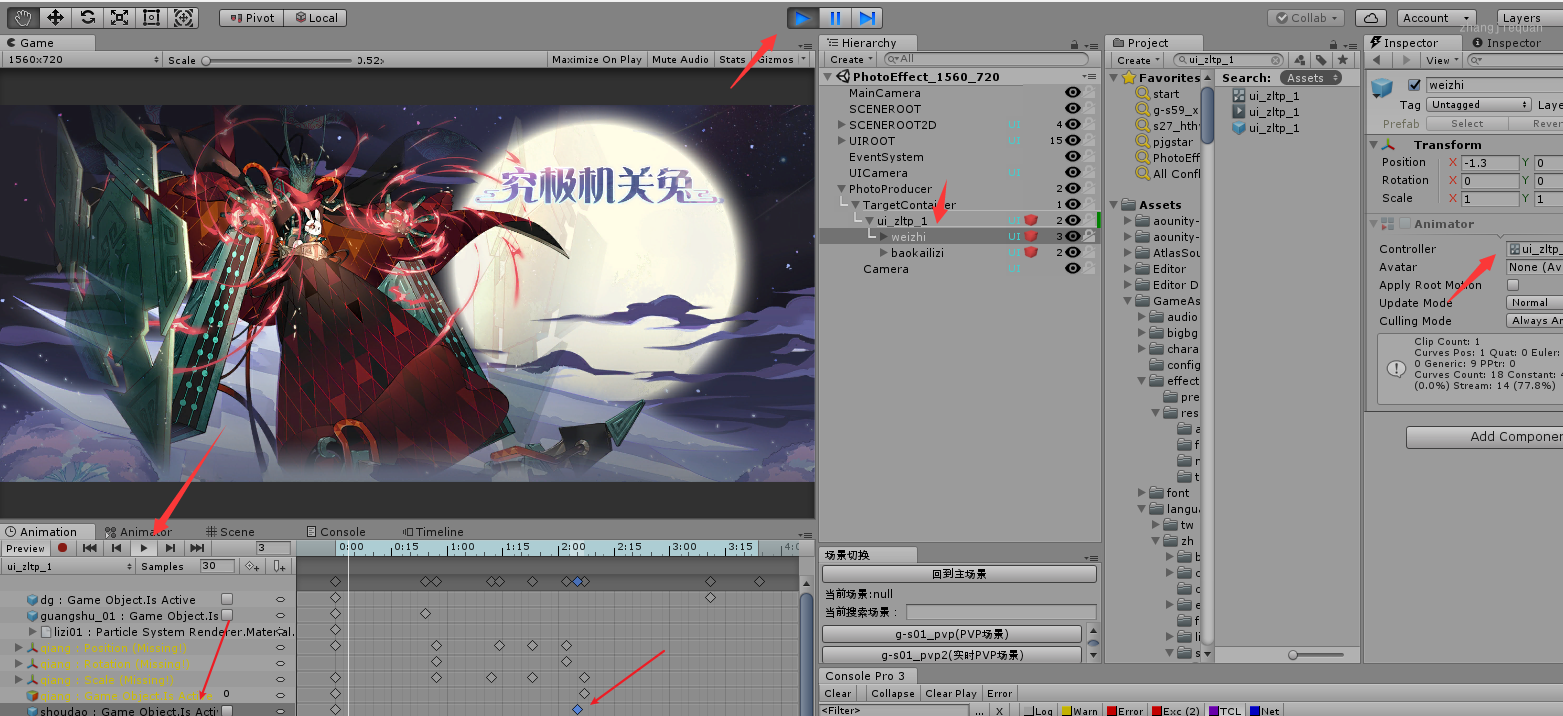 Pivot
Local
Collab
Account
Layers
zhangjiequan
Game
1560x720
Scale
0.52x
Maximize On Play
Mute Audio
Stats
Gizmos
究极机关兔
Hierarchy
Create
All
PhotoEffect_1560_720
MainCamera
SCENEROOT
SCENEROOT2D UI 4
UIROOT UI 15
EventSystem
UICamera UI
PhotoProducer 2
TargetContainer 1
ui_zltp_1 UI 2
weizhi UI 3
baokailizi UI 2
Camera UI
场景切换
回到主场景
当前场景:null
当前搜索场景：
g-s01_pvp(PVP场景)
g-s01_pvp2(实时PVP场景)
Project
Create
ui_zltp_1
Favorites
start
g-s59_x
s27_hth
pjgstar
PhotoEff
All Confl
Assets
aounity-
aounity-
AtlasSou
Editor
Editor D
GameAs
audio
bigbg
chara
config
effect
pre
res
a
f
n
t
font
langu
tw
zh
b
c
c
e
f
li
s
Search: Assets
ui_zltp_1
ui_zltp_1
ui_zltp_1
Inspector
Inspector
View
weizhi
Tag Untagged Laye
Prefab Select Rever
Transform
Position X -1.3 Y 0
Rotation X 0 Y 0
Scale X 1 Y 1
Animator
Controller ui_zltp_
Avatar None (Av
Apply Root Motion
Update Mode Normal
Culling Mode Always An
Clip Count: 1
Curves Pos: 1 Quat: 0 Euler:
0 Generic: 9 PPtr: 0
Curves Count: 18 Constant: 4
(0.0%) Stream: 14 (77.8%)
Add Componen
Animation
Animator
Scene
Console
Timeline
Preview
3
0:00 0:15 1:00 1:15 2:00 2:15 3:00 3:15 4:0
ui_zltp_1
Samples 30
dg : Game Object.Is Active
guangshu_01 : Game Object.Is
lizi01 : Particle System Renderer.Material.
qiang : Position (Missing!)
qiang : Rotation (Missing!)
qiang : Scale (Missing!)
qiang : Game Object.Is Active 0
shoudao : Game Object.Is Acti
Console Pro 3
Clear
Collapse
Clear Play
Error
<Filter>
...
X
Log
Warn
Error
Exc (2)
TCL
Net